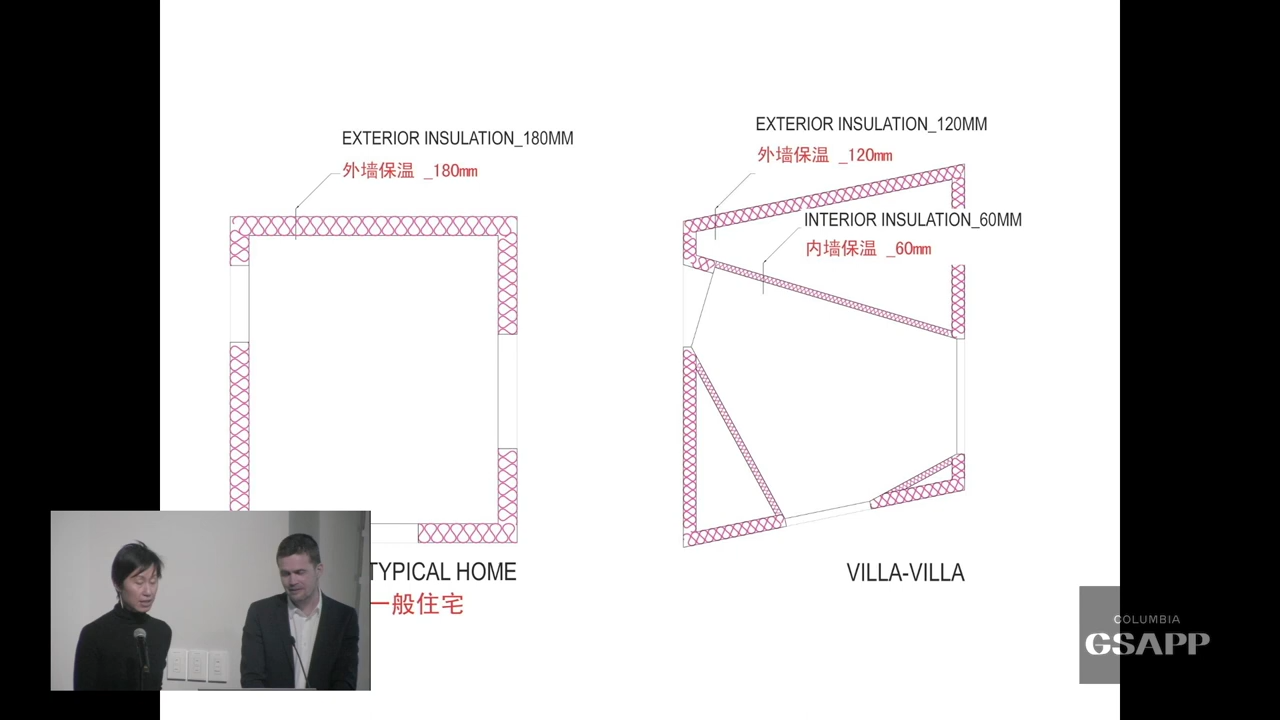 EXTERIOR INSULATION_180MM
外墙保温 _180mm
EXTERIOR INSULATION_120MM
外墙保温 _120mm
INTERIOR INSULATION_60MM
内墙保温 _60mm
TYPICAL HOME
一般住宅
VILLA-VILLA
COLUMBIA
GSAPP